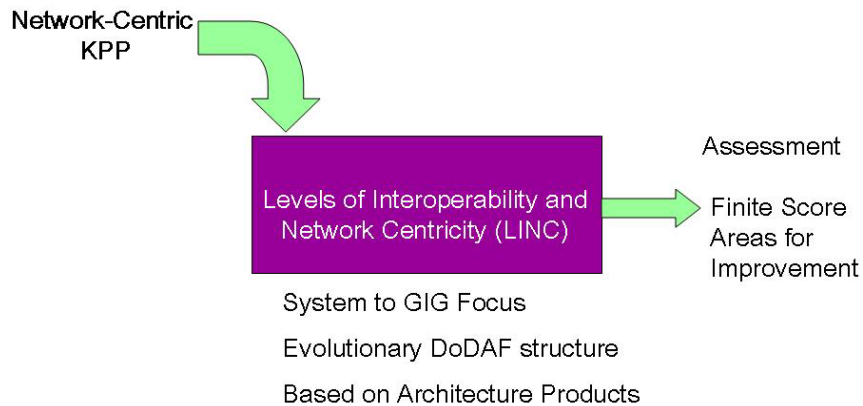 Network-Centric
KPP
Levels of Interoperability and
Network Centricity (LINC)
Assessment
Finite Score
Areas for
Improvement
System to GIG Focus
Evolutionary DoDAF structure
Based on Architecture Products